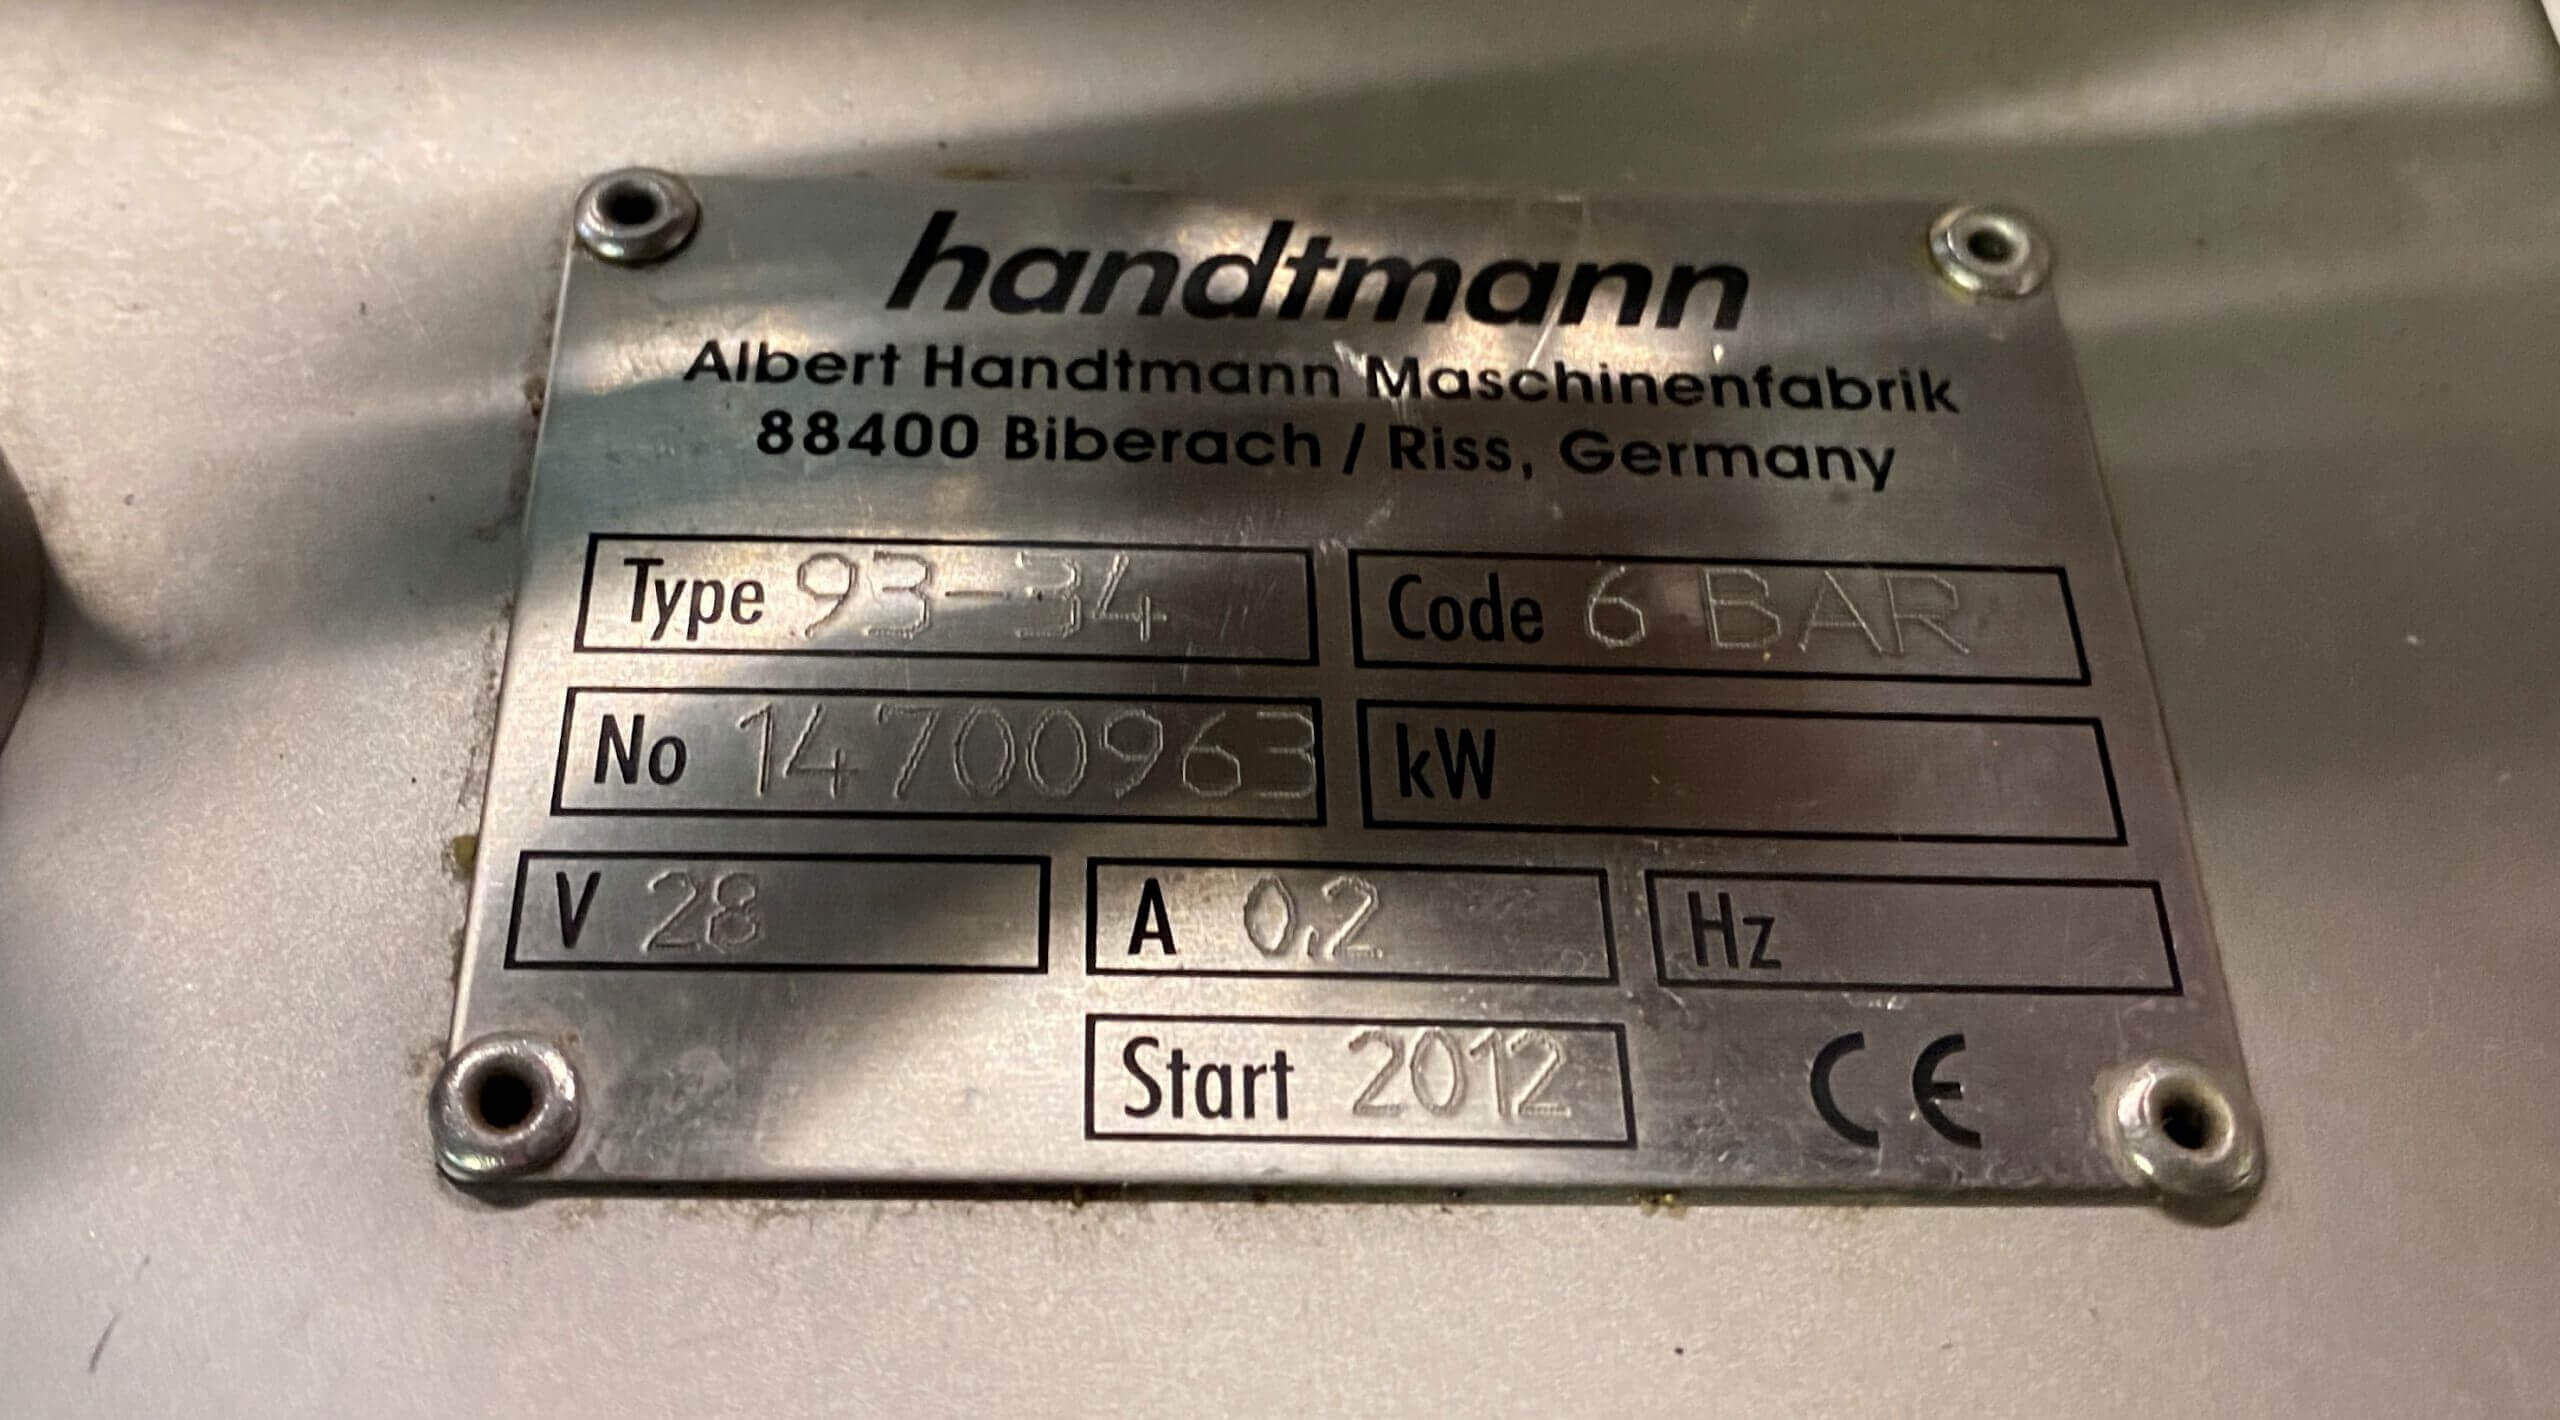 handtmann
Albert Handtmann Maschinenfabrik
88400 Biberach / Riss, Germany
Type 93-34 Code 6 BAR
No 14700963 kW
V 28 A 0,2 Hz
Start 2012 CE